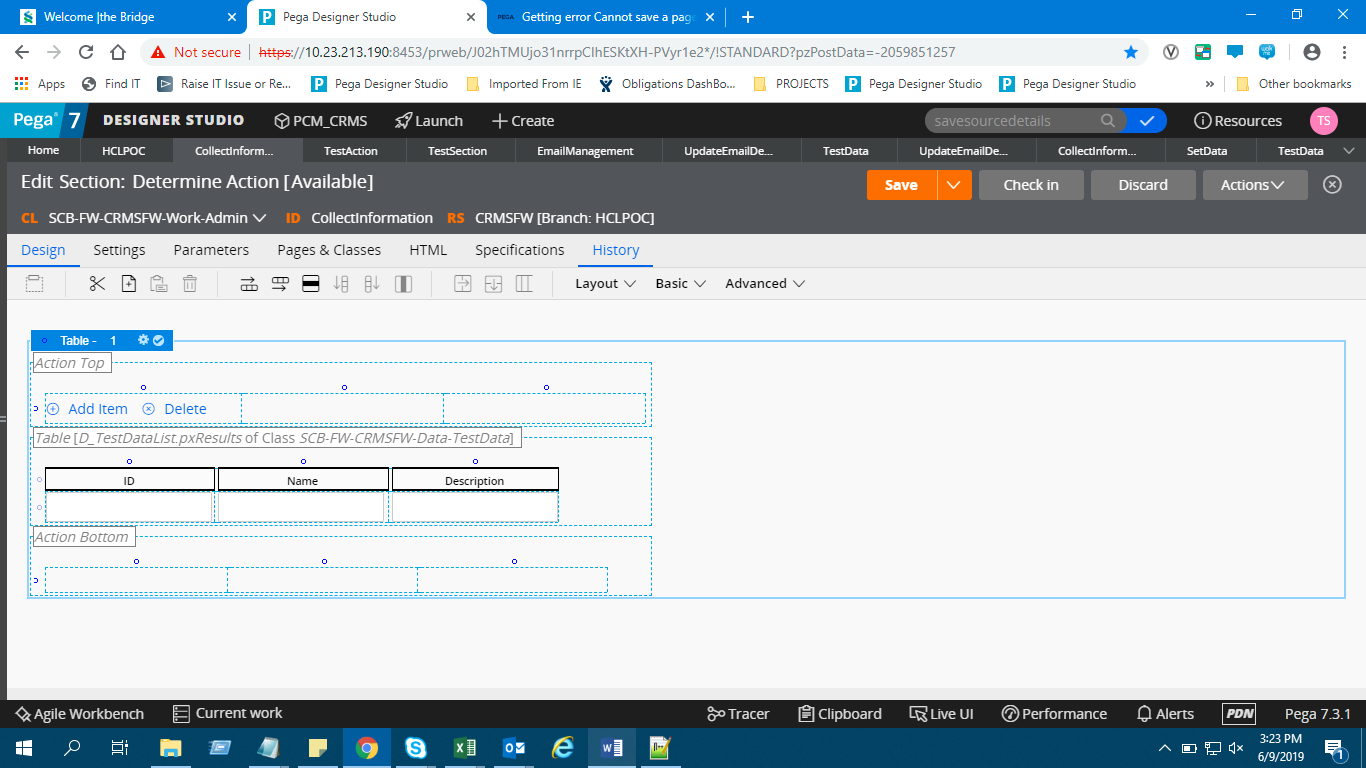 Welcome |the Bridge
Pega Designer Studio
Getting error Cannot save a pag
Not secure https://10.23.213.190:8453/prweb/J02hTMUjo31nrrpCIhESKtXH-PVyr1e2*/!STANDARD?pzPostData=-2059851257
Apps Find IT Raise IT Issue or Re... Pega Designer Studio Imported From IE Obligations DashBo... PROJECTS Pega Designer Studio Pega Designer Studio » Other bookmarks
Pega 7 DESIGNER STUDIO PCM_CRMS Launch Create savesourcedetails Resources TS
Home HCLPOC CollectInform... TestAction TestSection EmailManagement UpdateEmailDe... TestData UpdateEmailDe... CollectInform... SetData TestData
Edit Section: Determine Action [Available]
Save Check in Discard Actions
CL SCB-FW-CRMSFW-Work-Admin ID CollectInformation RS CRMSFW [Branch: HCLPOC]
Design Settings Parameters Pages & Classes HTML Specifications History
Layout Basic Advanced
Table - 1
Action Top
Add Item Delete
Table [D_TestDataList.pxResults of Class SCB-FW-CRMSFW-Data-TestData]
ID Name Description
Action Bottom
Agile Workbench Current work Tracer Clipboard Live UI Performance Alerts PDN Pega 7.3.1
3:23 PM
6/9/2019
1